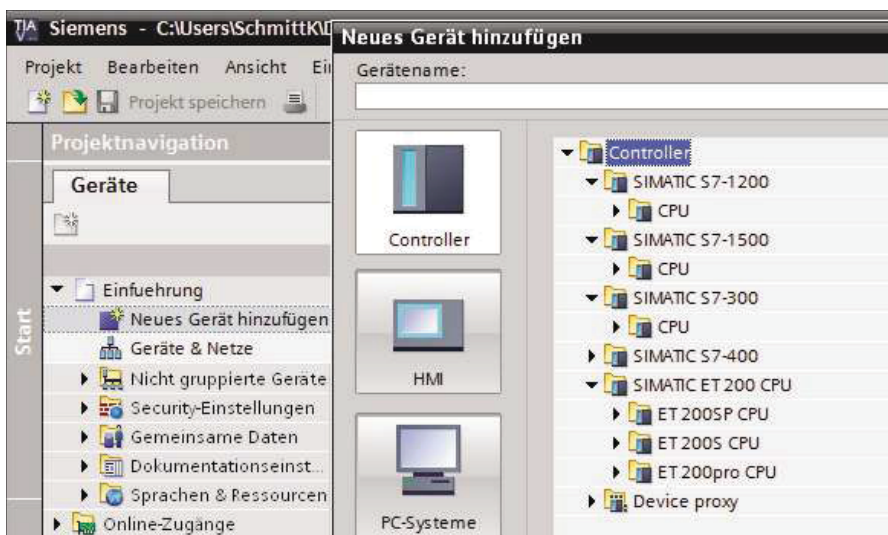 TIA Siemens - C:\Users\SchmittK\D
Projekt Bearbeiten Ansicht Ei
Projekt speichern
Projektnavigation
Geräte
Start
Einfuehrung
Neues Gerät hinzufügen
Geräte & Netze
Nicht gruppierte Geräte
Security-Einstellungen
Gemeinsame Daten
Dokumentationseinst...
Sprachen & Ressourcen
Online-Zugänge
Neues Gerät hinzufügen
Gerätename:
Controller
HMI
PC-Systeme
Controller
SIMATIC S7-1200
CPU
SIMATIC S7-1500
CPU
SIMATIC S7-300
CPU
SIMATIC S7-400
SIMATIC ET 200 CPU
ET 200SP CPU
ET 200S CPU
ET 200pro CPU
Device proxy